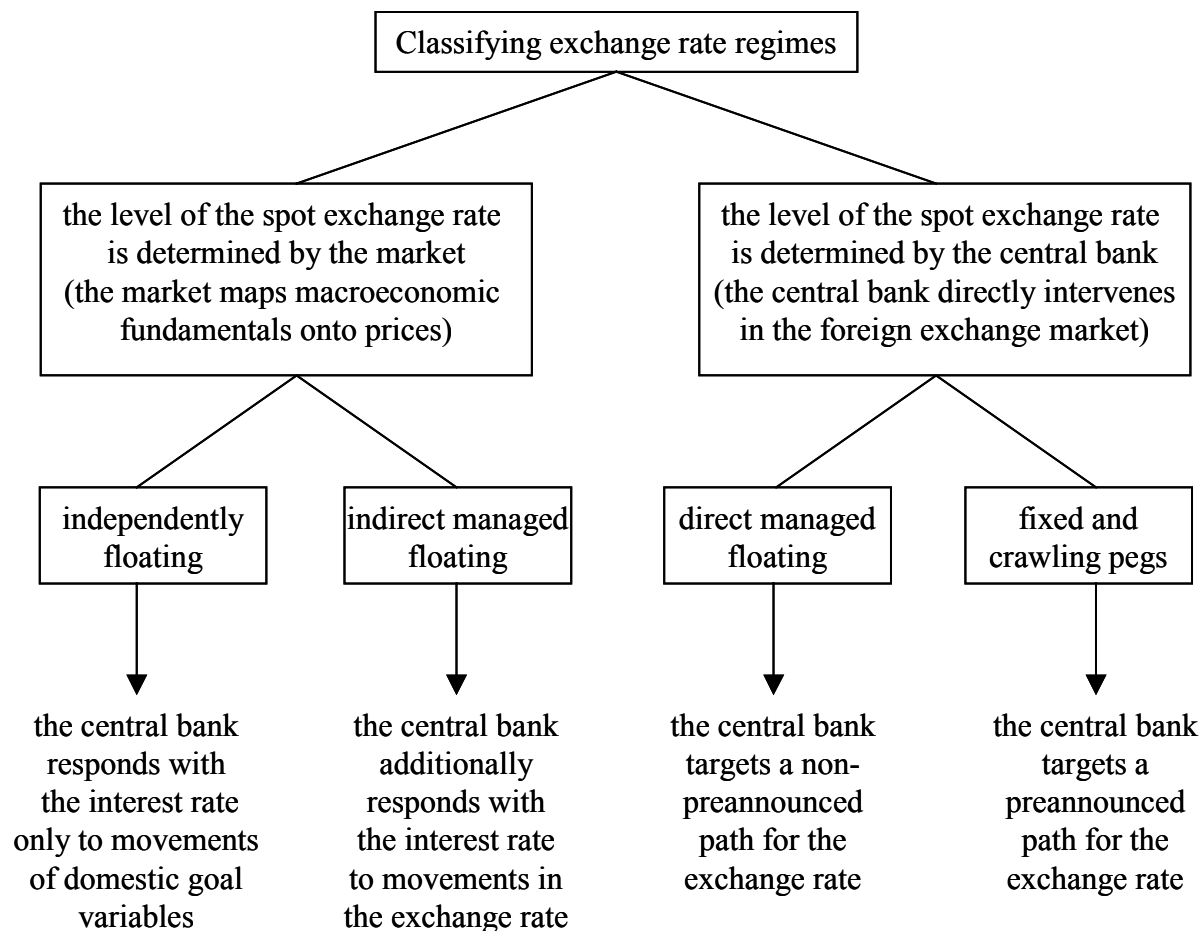 Classifying exchange rate regimes
the level of the spot exchange rate
is determined by the market
(the market maps macroeconomic
fundamentals onto prices)
the level of the spot exchange rate
is determined by the central bank
(the central bank directly intervenes
in the foreign exchange market)
independently
floating
indirect managed
floating
direct managed
floating
fixed and
crawling pegs
the central bank
responds with
the interest rate
only to movements
of domestic goal
variables
the central bank
additionally
responds with
the interest rate
to movements in
the exchange rate
the central bank
targets a non-
preannounced
path for the
exchange rate
the central bank
targets a
preannounced
path for the
exchange rate